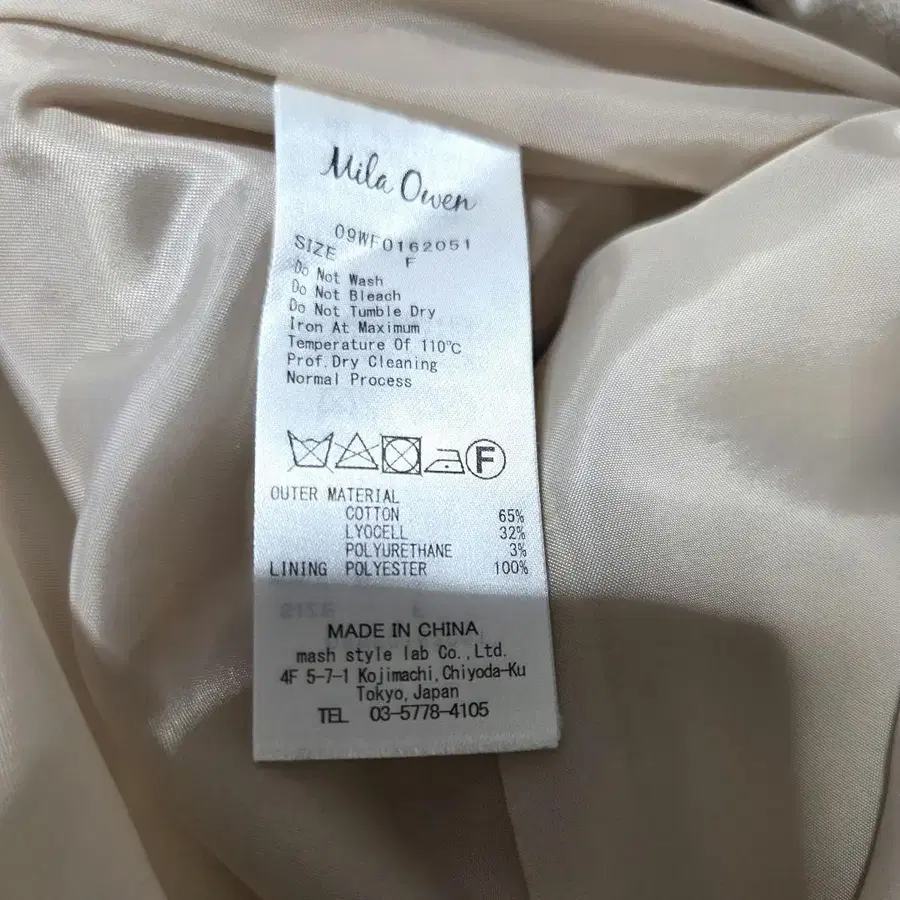 Mila Owen
09WF0162051
SIZE F
Do Not Wash
Do Not Bleach
Do Not Tumble Dry
Iron At Maximum
Temperature Of 110℃
Prof.Dry Cleaning
Normal Process
F
OUTER MATERIAL
COTTON 65%
LYOCELL 32%
POLYURETHANE 3%
LINING POLYESTER 100%
MADE IN CHINA
mash style lab Co.,Ltd.
4F 5-7-1 Kojimachi,Chiyoda-Ku
Tokyo,Japan
TEL 03-5778-4105